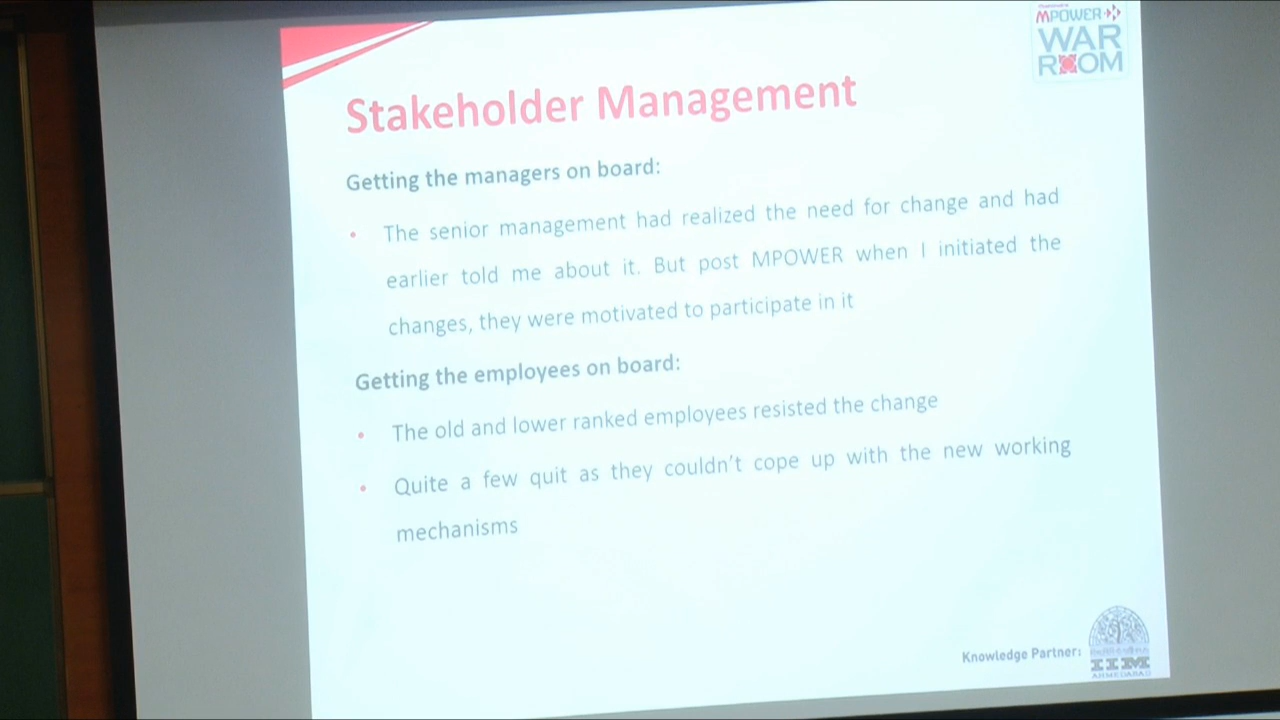 MPOWER
WAR
ROOM
Stakeholder Management
Getting the managers on board:
• The senior management had realized the need for change and had
earlier told me about it. But post MPOWER when I initiated the
changes, they were motivated to participate in it
Getting the employees on board:
• The old and lower ranked employees resisted the change
• Quite a few quit as they couldn't cope up with the new working
mechanisms
Knowledge Partner:
IIM
AHMEDABAD